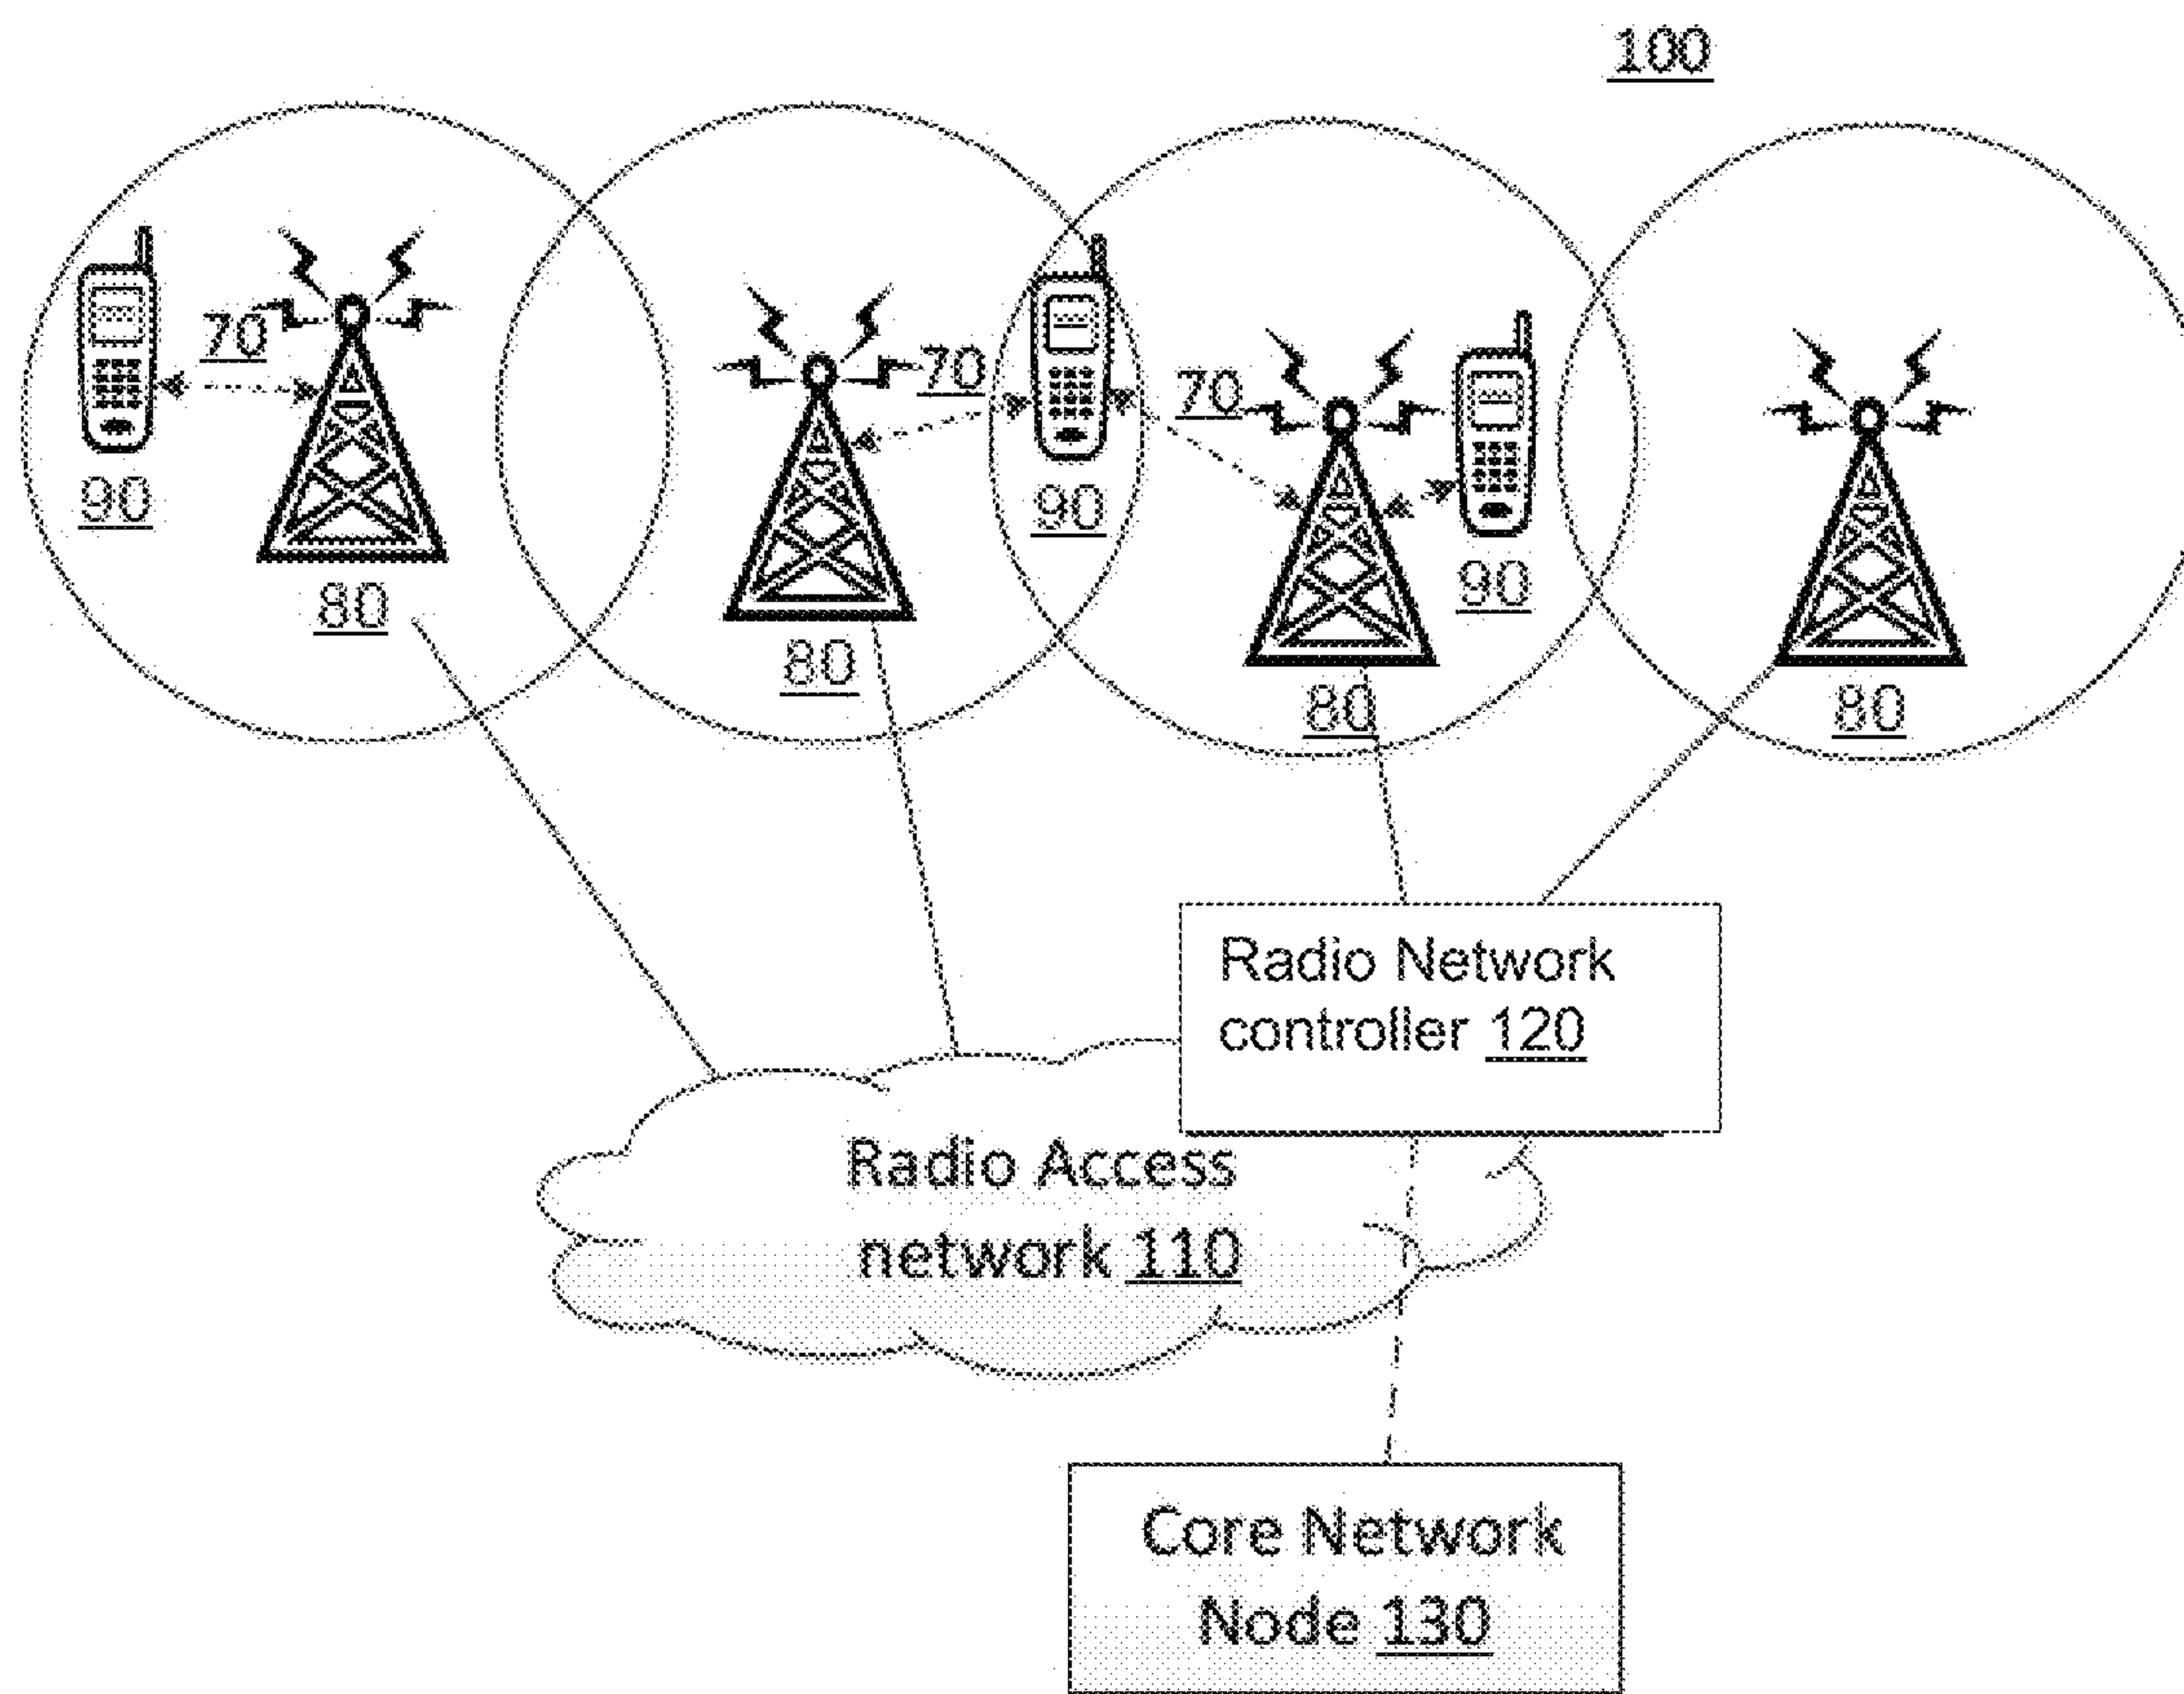 100
70
70
70
90
90
90
80
80
80
80
Radio Network
controller 120
Radio Access
network 110
Core Network
Node 130